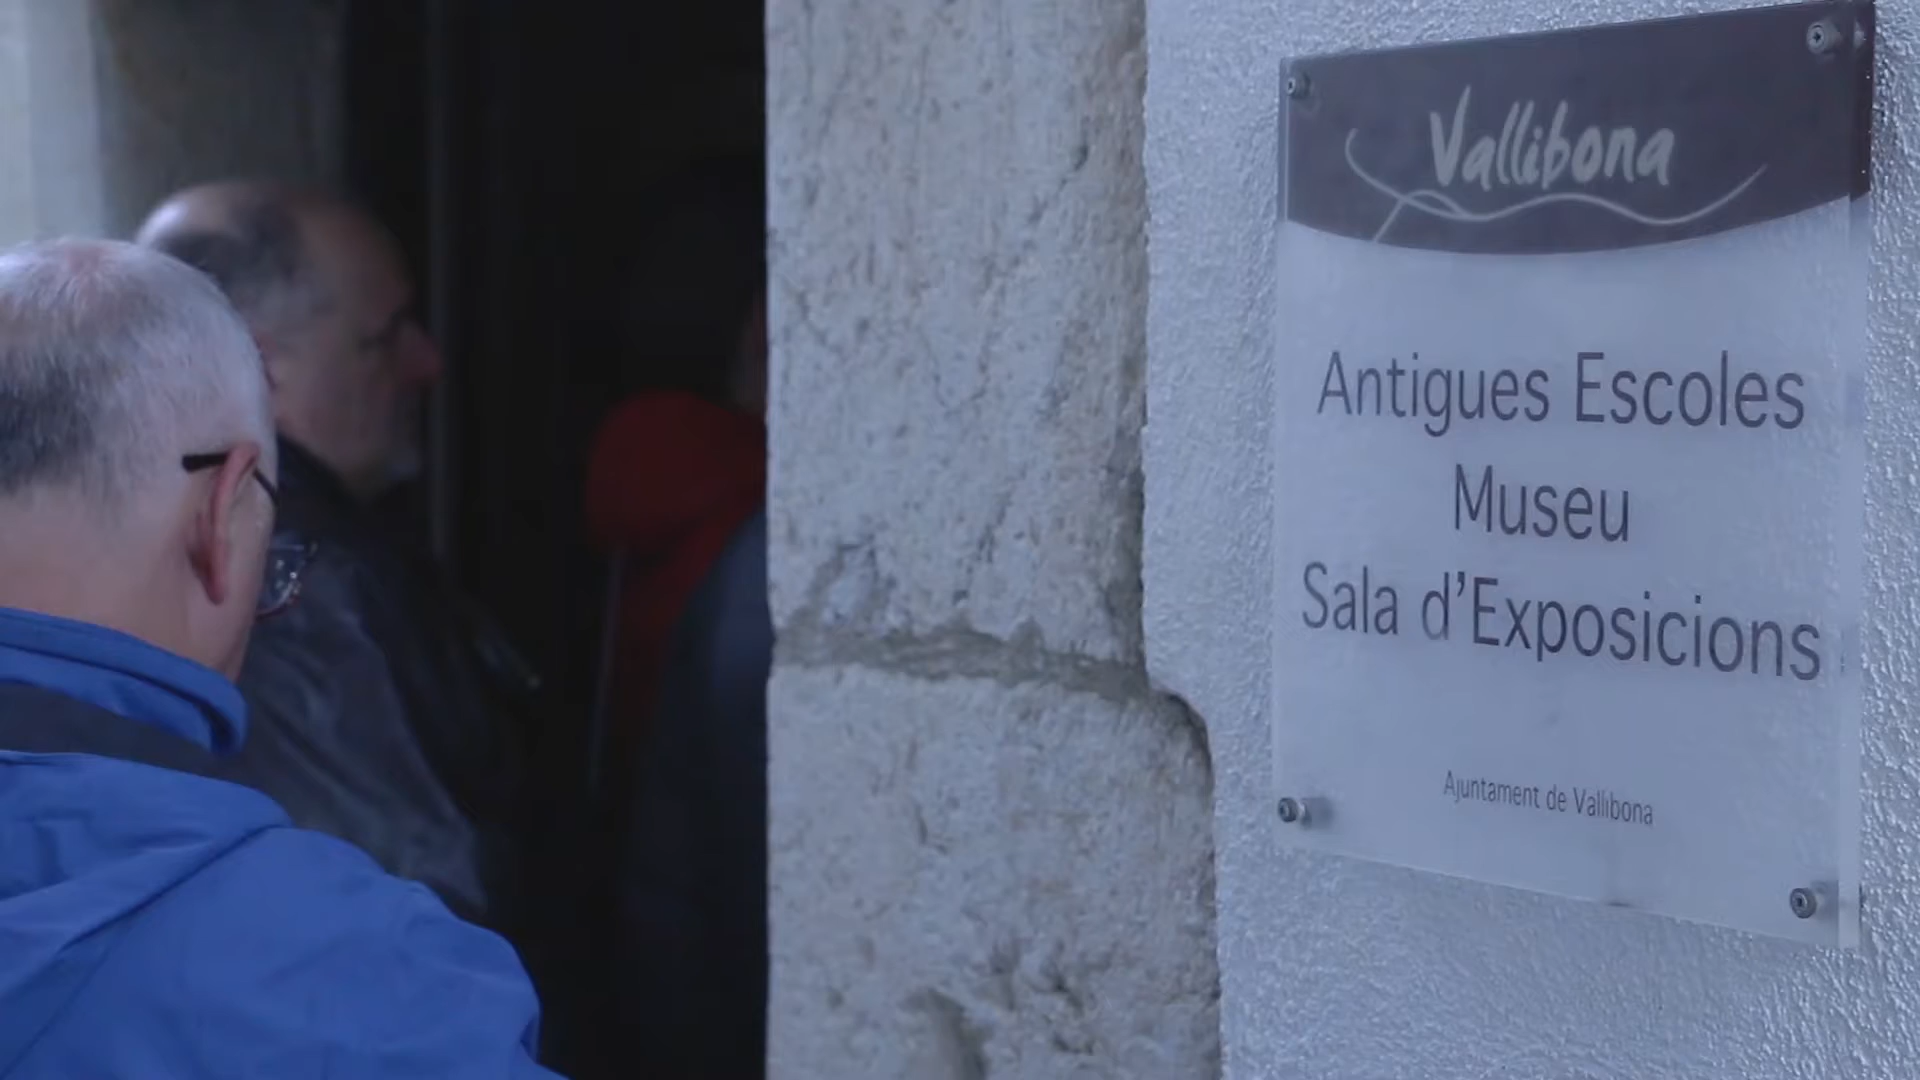 Vallibona
Antigues Escoles
Museu
Sala d'Exposicions
Ajuntament de Vallibona